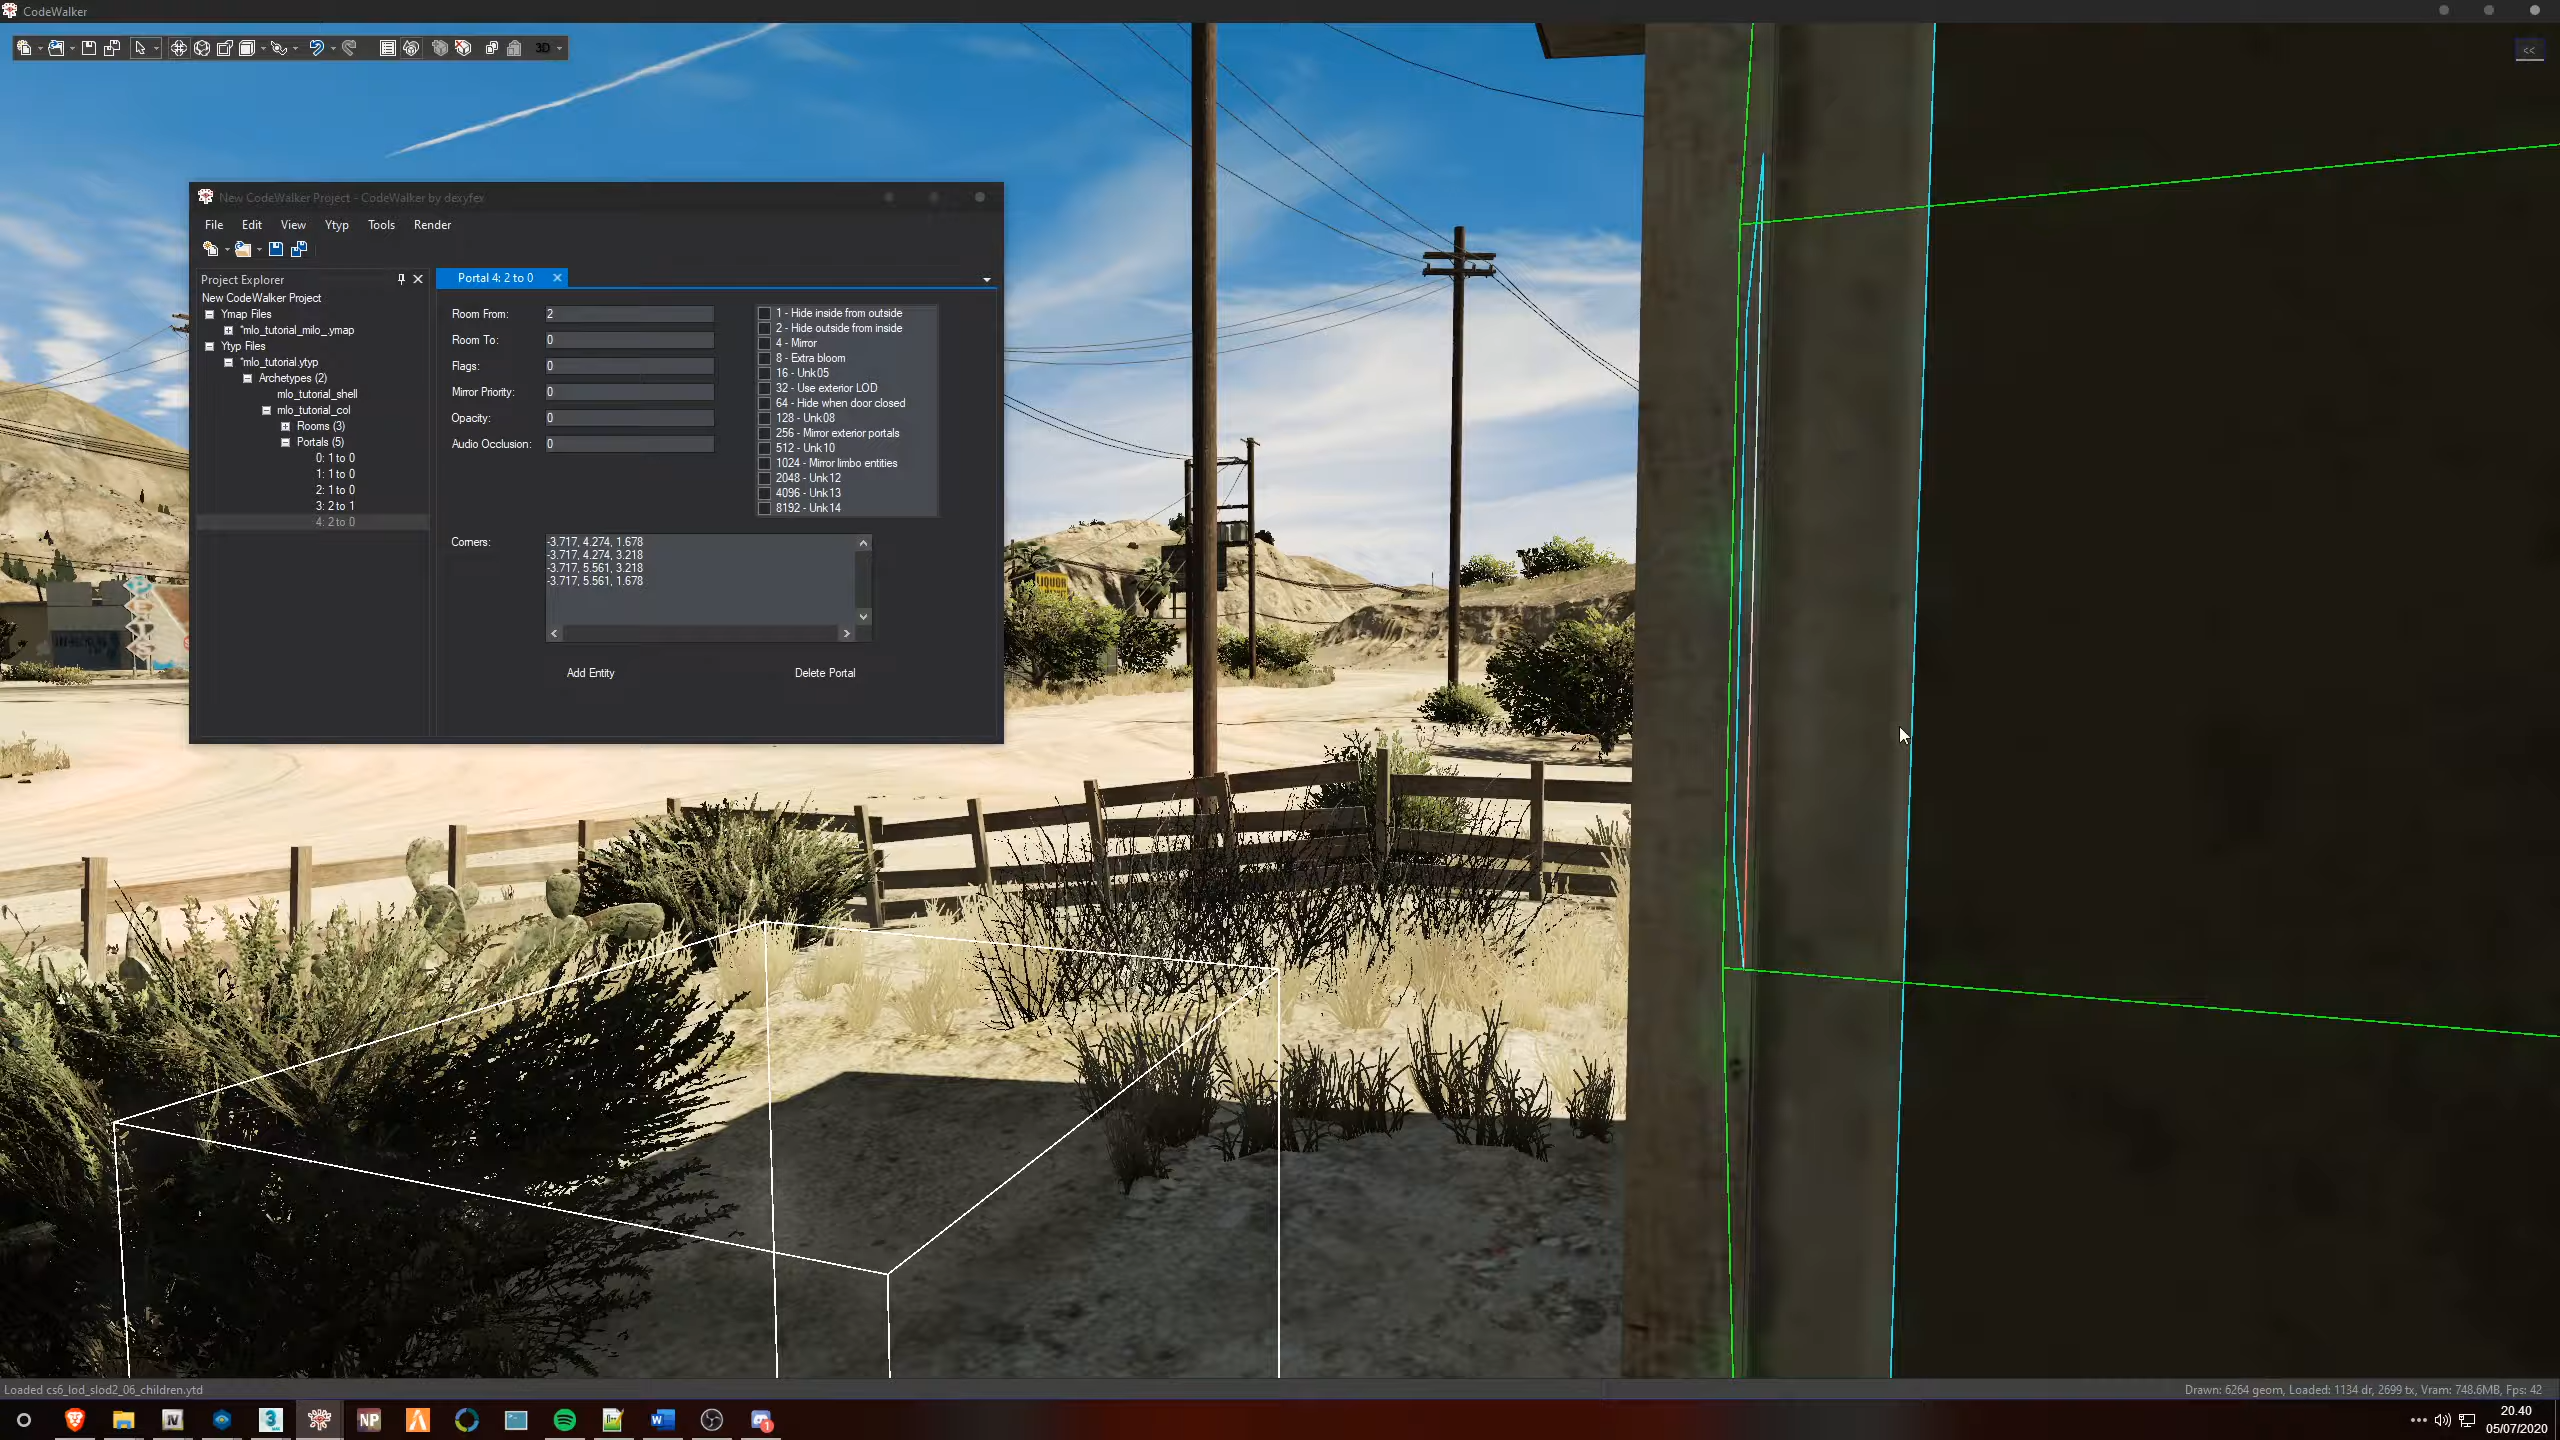 CodeWalker
3D
<<
New CodeWalker Project - CodeWalker by dexyfex
File Edit View Ytyp Tools Render
Project Explorer
New CodeWalker Project
Ymap Files
*mlo_tutorial_milo_.ymap
Ytyp Files
*mlo_tutorial.ytyp
Archetypes (2)
mlo_tutorial_shell
mlo_tutorial_col
Rooms (3)
Portals (5)
0: 1 to 0
1: 1 to 0
2: 1 to 0
3: 2 to 1
4: 2 to 0
Portal 4: 2 to 0
Room From: 2
Room To: 0
Flags: 0
Mirror Priority: 0
Opacity: 0
Audio Occlusion: 0
1 - Hide inside from outside
2 - Hide outside from inside
4 - Mirror
8 - Extra bloom
16 - Unk05
32 - Use exterior LOD
64 - Hide when door closed
128 - Unk08
256 - Mirror exterior portals
512 - Unk10
1024 - Mirror limbo entities
2048 - Unk12
4096 - Unk13
8192 - Unk14
Corners:
-3.717, 4.274, 1.678
-3.717, 4.274, 3.218
-3.717, 5.561, 3.218
-3.717, 5.561, 1.678
Add Entity
Delete Portal
LIQUOR
Loaded cs6_lod_slod2_06_children.ytd
Drawn: 6264 geom, Loaded: 1134 dr, 2699 tx, Vram: 748.6MB, Fps: 42
IV
3
NP
W
1
20.40
05/07/2020